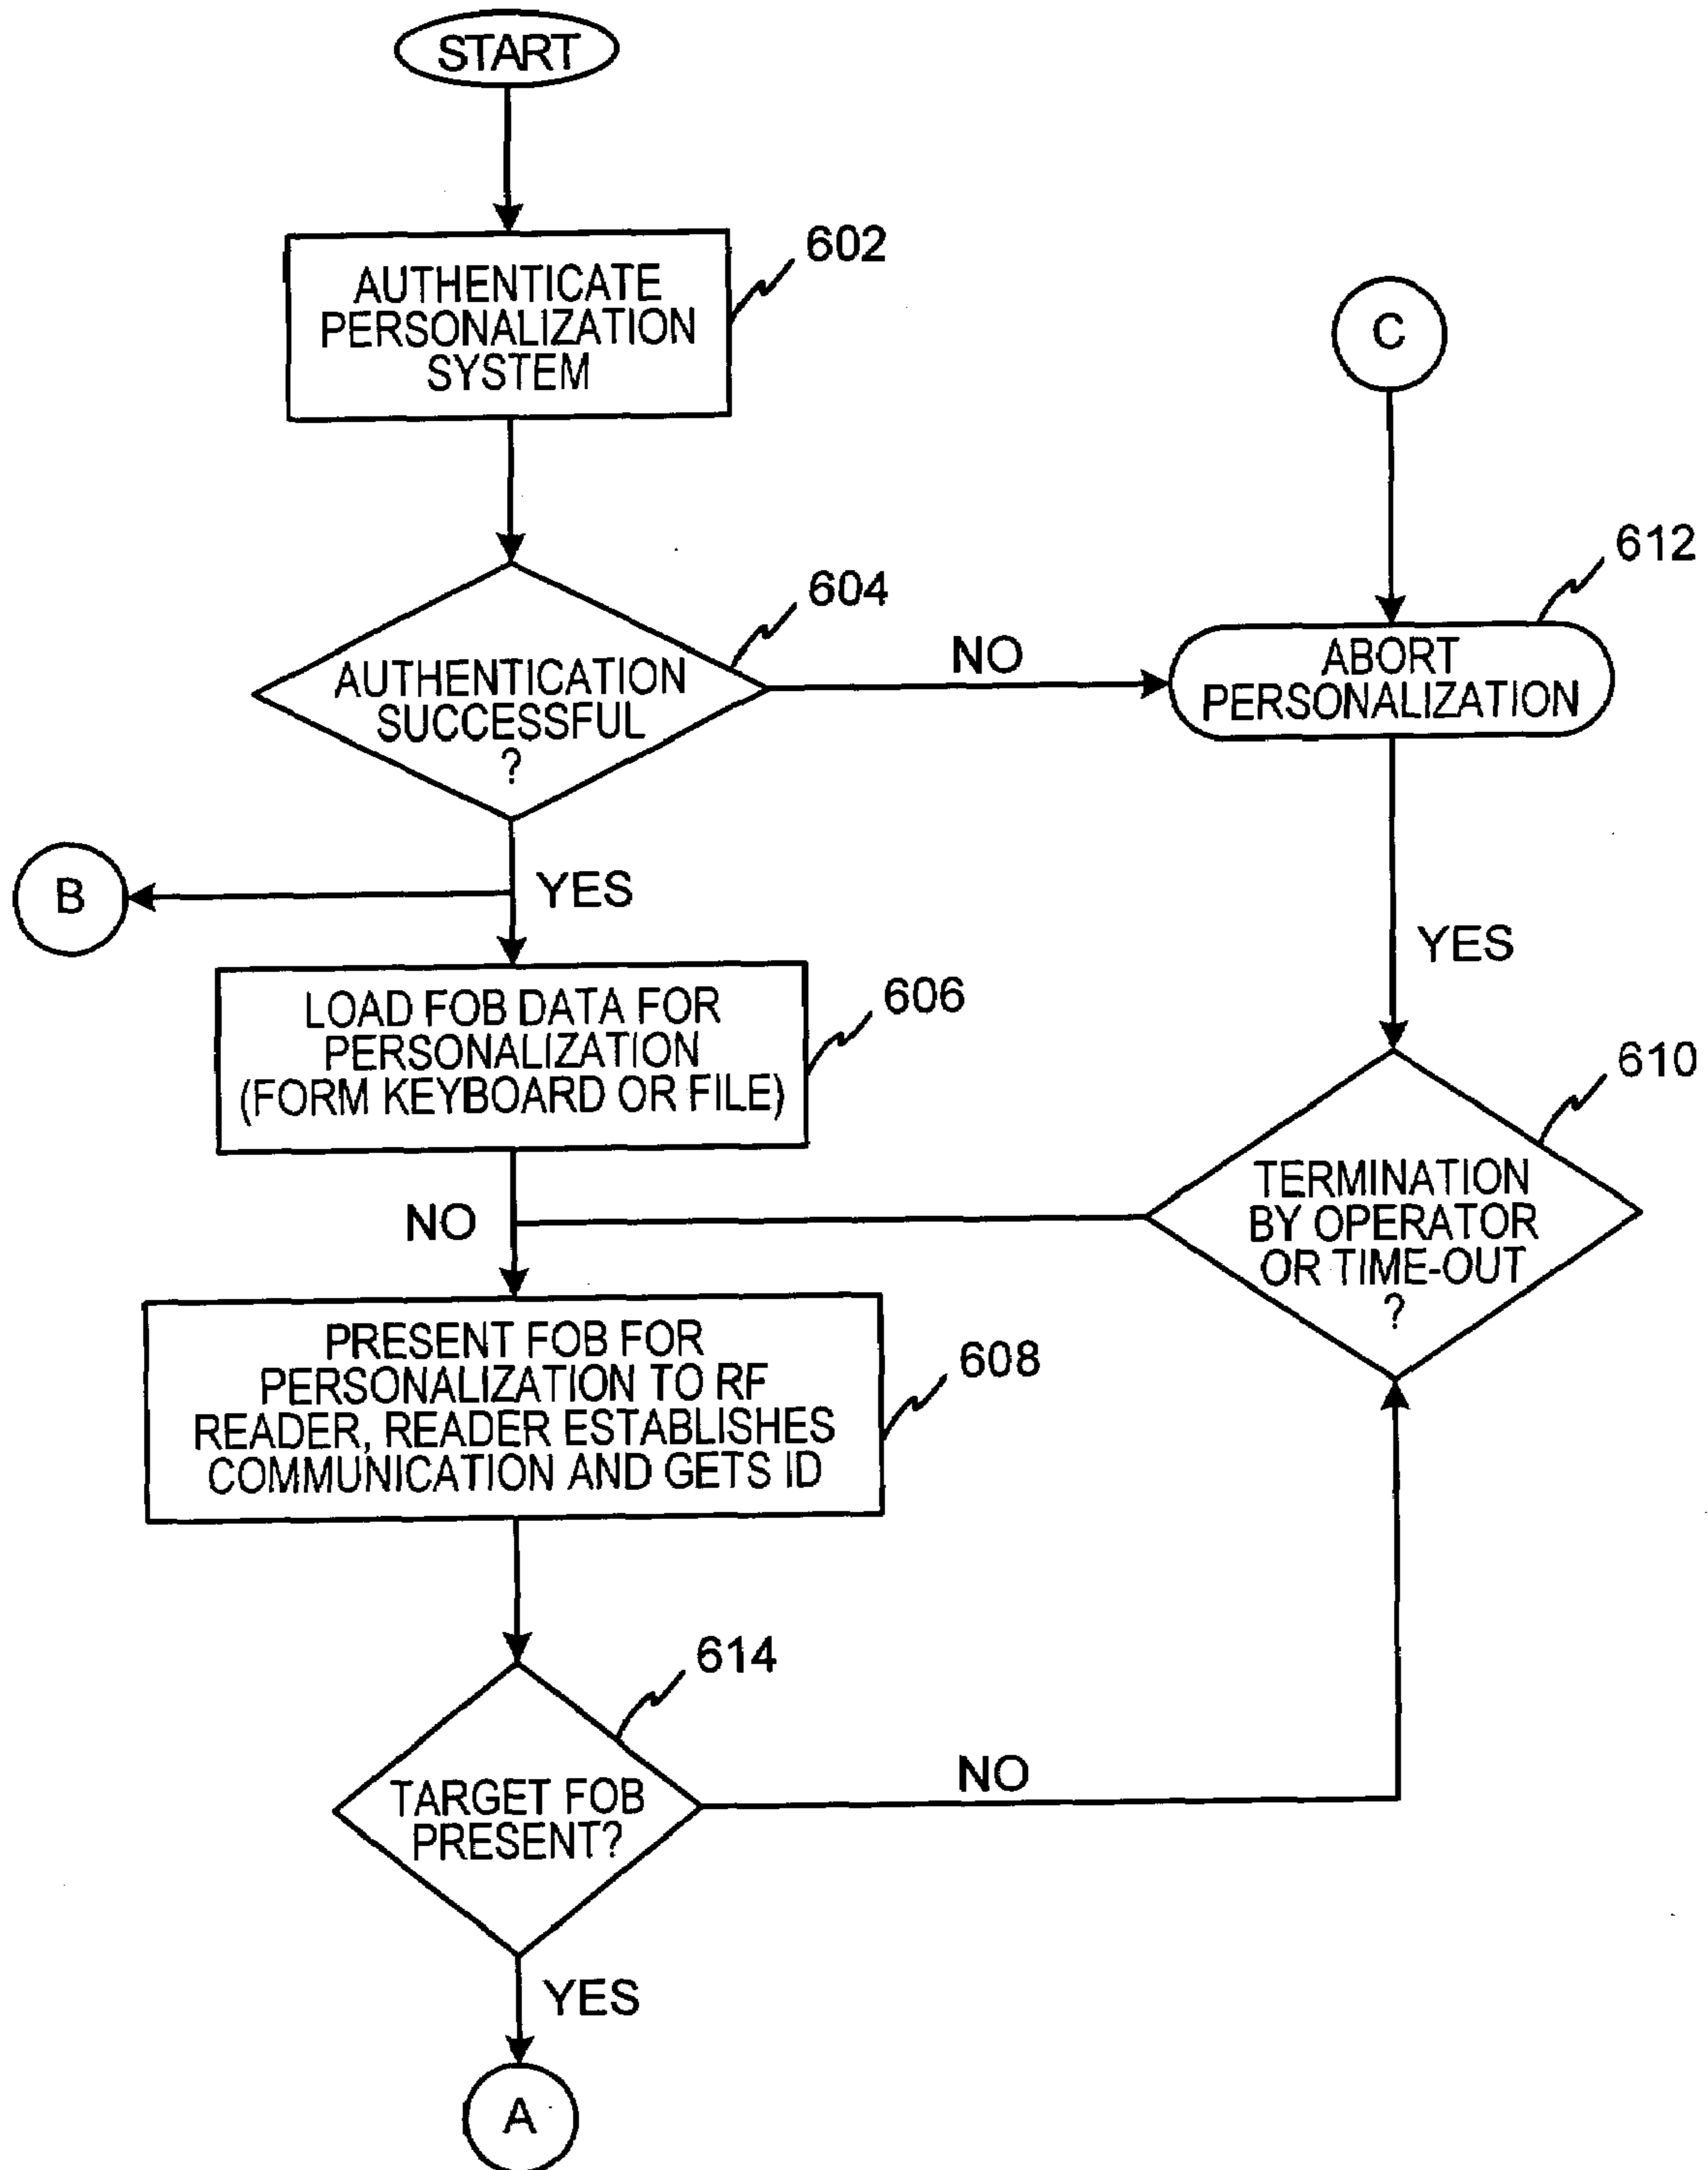 START
602
AUTHENTICATE
PERSONALIZATION
SYSTEM
C
612
604
NO
ABORT
PERSONALIZATION
AUTHENTICATION
SUCCESSFUL
?
B
YES
YES
606
LOAD FOB DATA FOR
PERSONALIZATION
(FORM KEYBOARD OR FILE)
610
TERMINATION
BY OPERATOR
OR TIME-OUT
?
NO
608
PRESENT FOB FOR
PERSONALIZATION TO RF
READER, READER ESTABLISHES
COMMUNICATION AND GETS ID
614
NO
TARGET FOB
PRESENT?
YES
A